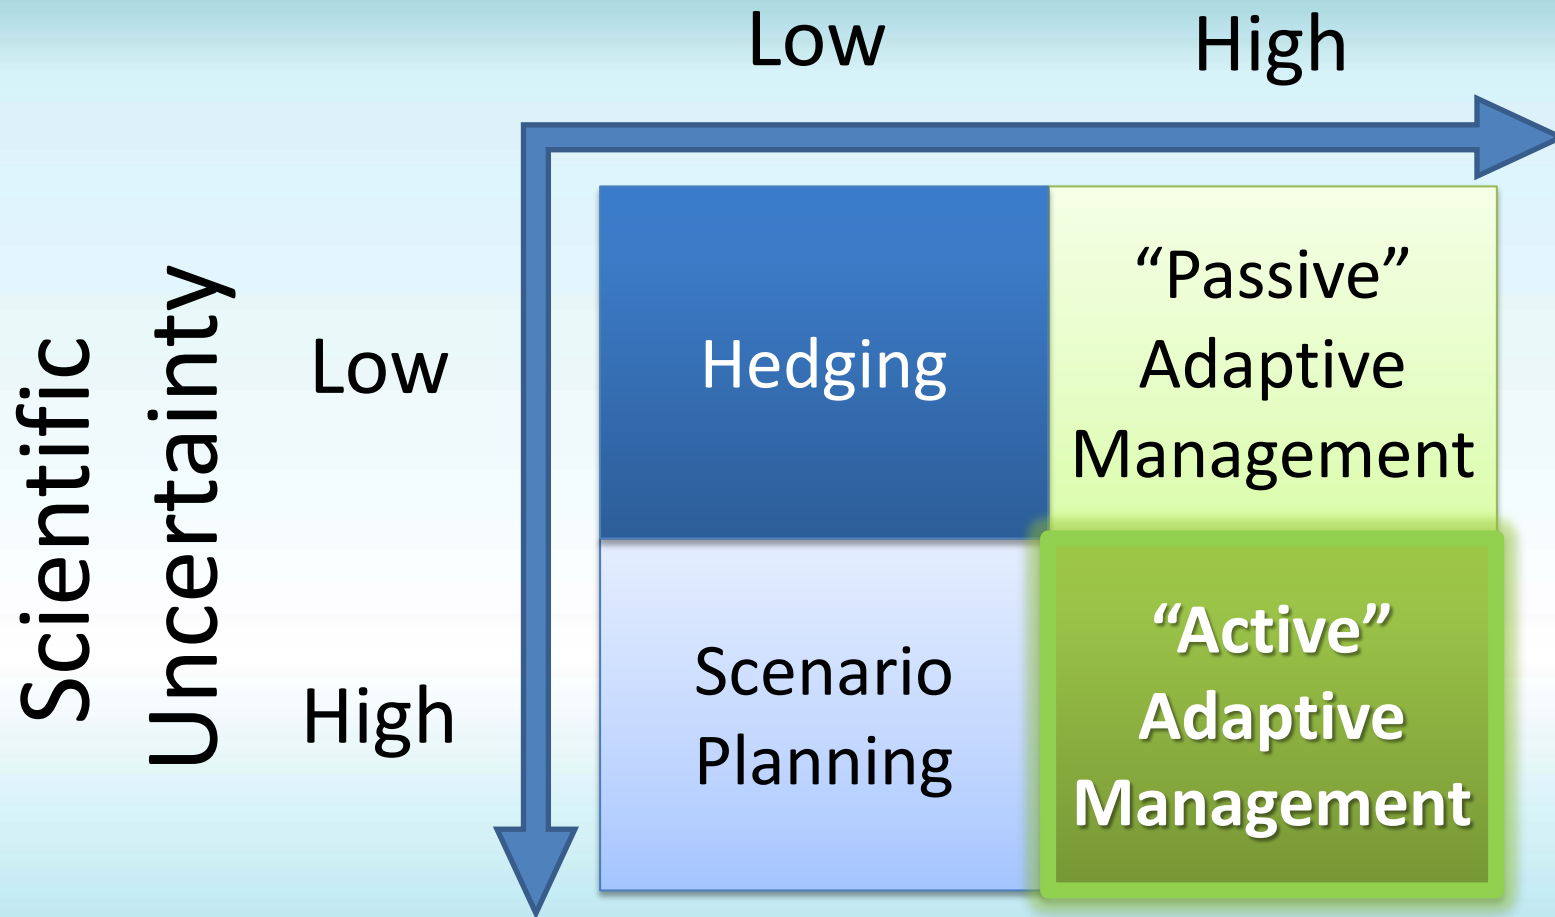 Low
High
Scientific
Uncertainty
Low
Hedging
“Passive”
Adaptive
Management
High
Scenario
Planning
“Active”
Adaptive
Management